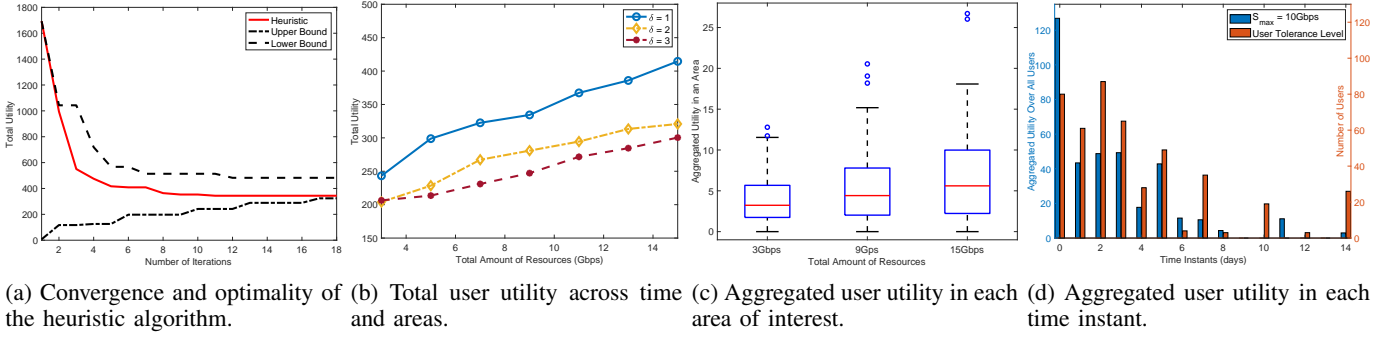 Heuristic
Upper Bound
Lower Bound
Total Utility
1800
1600
1400
1200
1000
800
600
400
200
0
2 4 6 8 10 12 14 16 18
Number of Iterations
(a) Convergence and optimality of
the heuristic algorithm.
δ = 1
δ = 2
δ = 3
Total Utility
500
450
400
350
300
250
200
150
4 6 8 10 12 14
Total Amount of Resources (Gbps)
(b) Total user utility across time
and areas.
Aggregated Utility in an Area
25
20
15
10
5
0
3Gbps 9Gps 15Gbps
Total Amount of Resources
(c) Aggregated user utility in each
area of interest.
S max = 10Gbps
User Tolerance Level
Aggregated Utility Over All Users
120
100
80
60
40
20
0
Number of Users
120
100
80
60
40
20
0
0 2 4 6 8 10 12 14
Time Instants (days)
(d) Aggregated user utility in each
time instant.